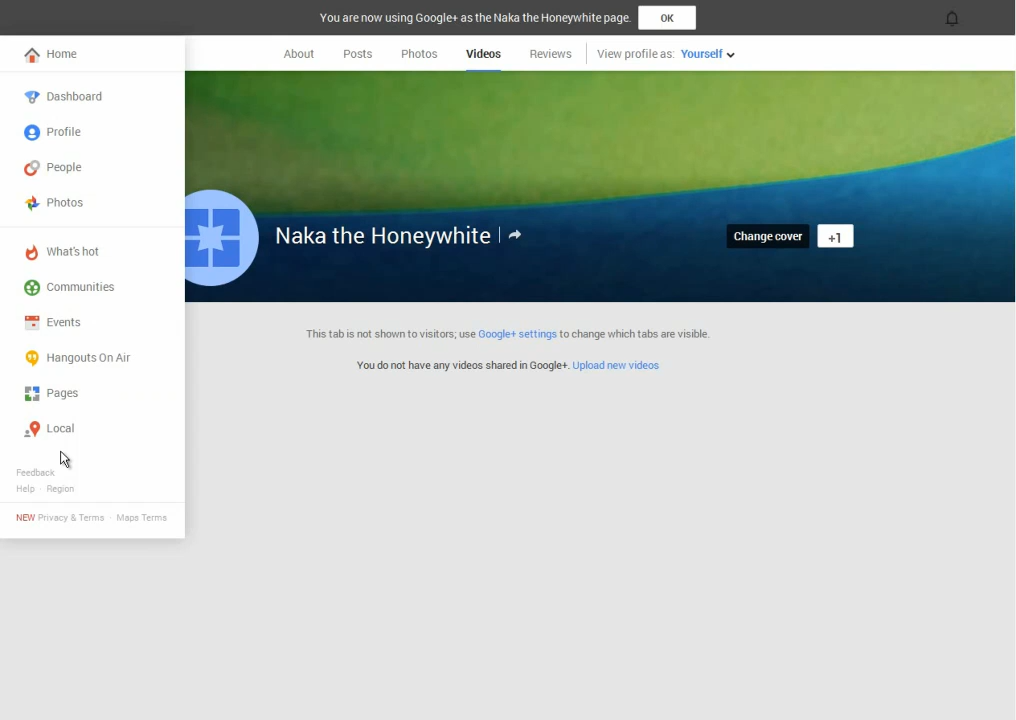 You are now using Google+ as the Naka the Honeywhite page. OK
Home
About Posts Photos Videos Reviews View profile as: Yourself
Dashboard
Profile
People
Photos
What's hot
Communities
Events
Hangouts On Air
Pages
Local
Feedback
Help · Region
NEW Privacy & Terms · Maps Terms
Naka the Honeywhite
Change cover +1
This tab is not shown to visitors; use Google+ settings to change which tabs are visible.
You do not have any videos shared in Google+. Upload new videos